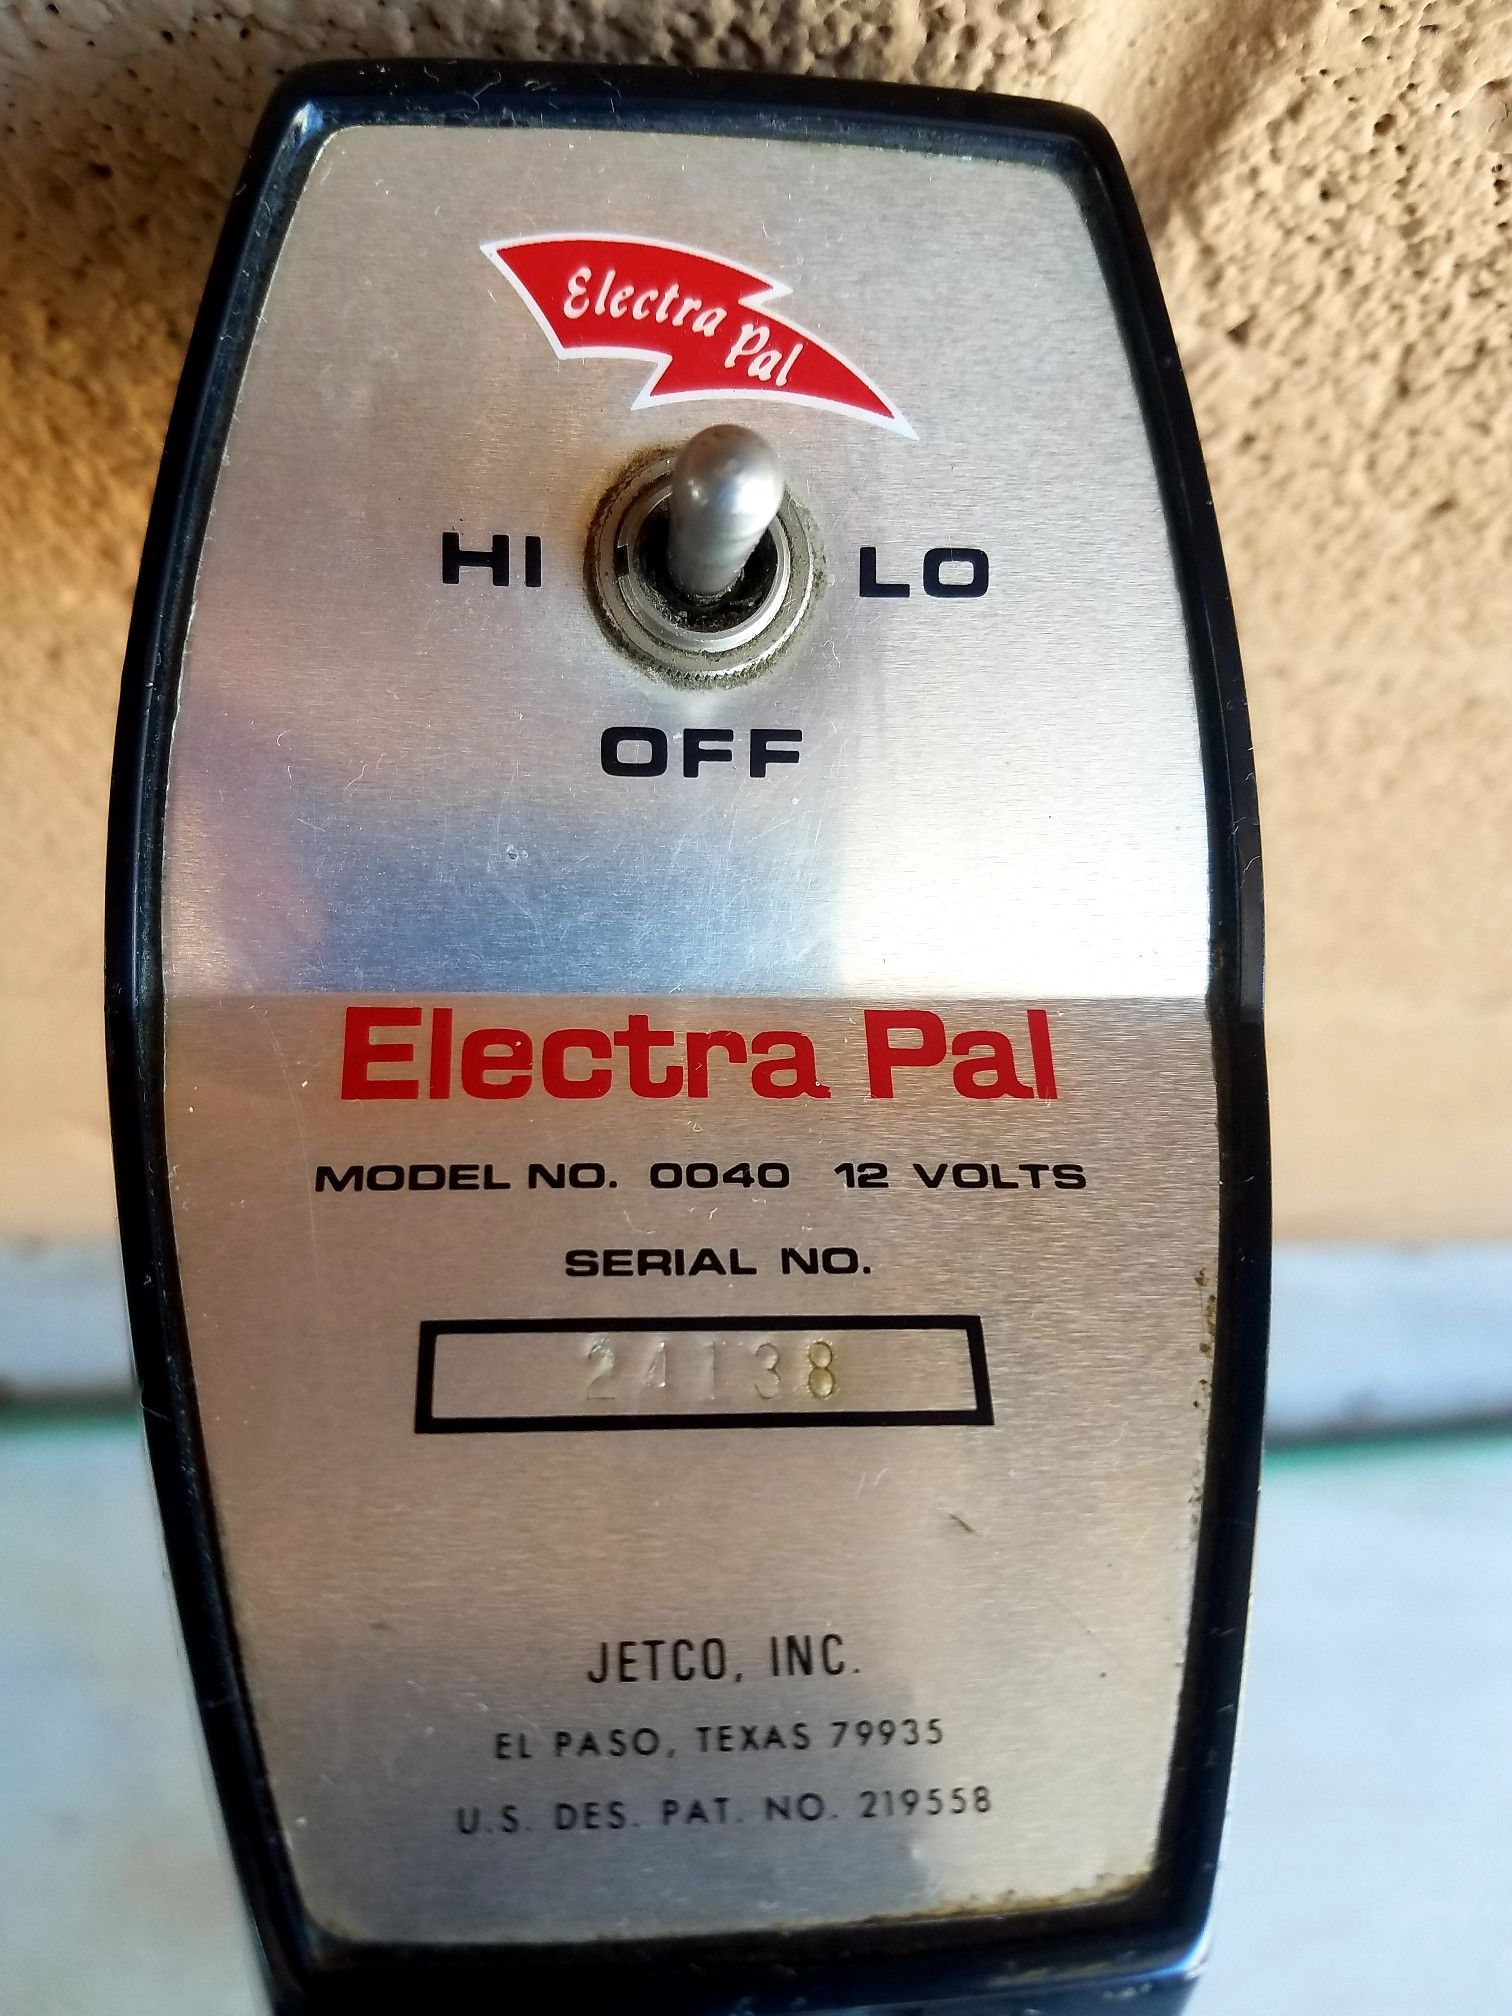 Electra Pal
HI LO
OFF
Electra Pal
MODEL NO. 0040 12 VOLTS
SERIAL NO.
24138
JETCO, INC.
EL PASO, TEXAS 79935
U.S. DES. PAT. NO. 219558